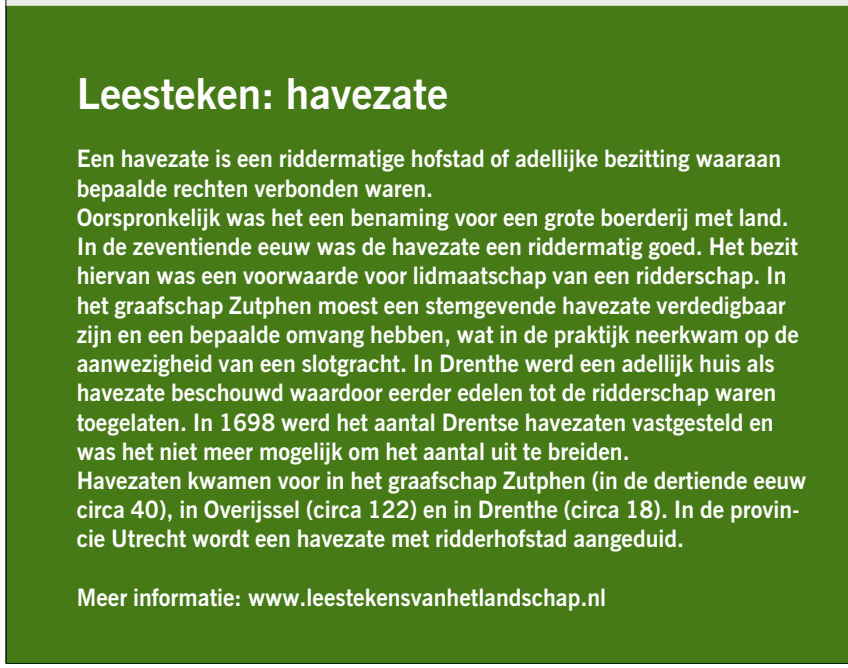 Leesteken: havezate
Een havezate is een riddermatige hofstad of adellijke bezitting waaraan
bepaalde rechten verbonden waren.
Oorspronkelijk was het een benaming voor een grote boerderij met land.
In de zeventiende eeuw was de havezate een riddermatig goed. Het bezit
hiervan was een voorwaarde voor lidmaatschap van een ridderschap. In
het graafschap Zutphen moest een stemgevende havezate verdedigbaar
zijn en een bepaalde omvang hebben, wat in de praktijk neerkwam op de
aanwezigheid van een slotgracht. In Drenthe werd een adellijk huis als
havezate beschouwd waardoor eerder edelen tot de ridderschap waren
toegelaten. In 1698 werd het aantal Drentse havezaten vastgesteld en
was het niet meer mogelijk om het aantal uit te breiden.
Havezaten kwamen voor in het graafschap Zutphen (in de dertiende eeuw
circa 40), in Overijssel (circa 122) en in Drenthe (circa 18). In de provin-
cie Utrecht wordt een havezate met ridderhofstad aangeduid.
Meer informatie: www.leestekensvanhetlandschap.nl